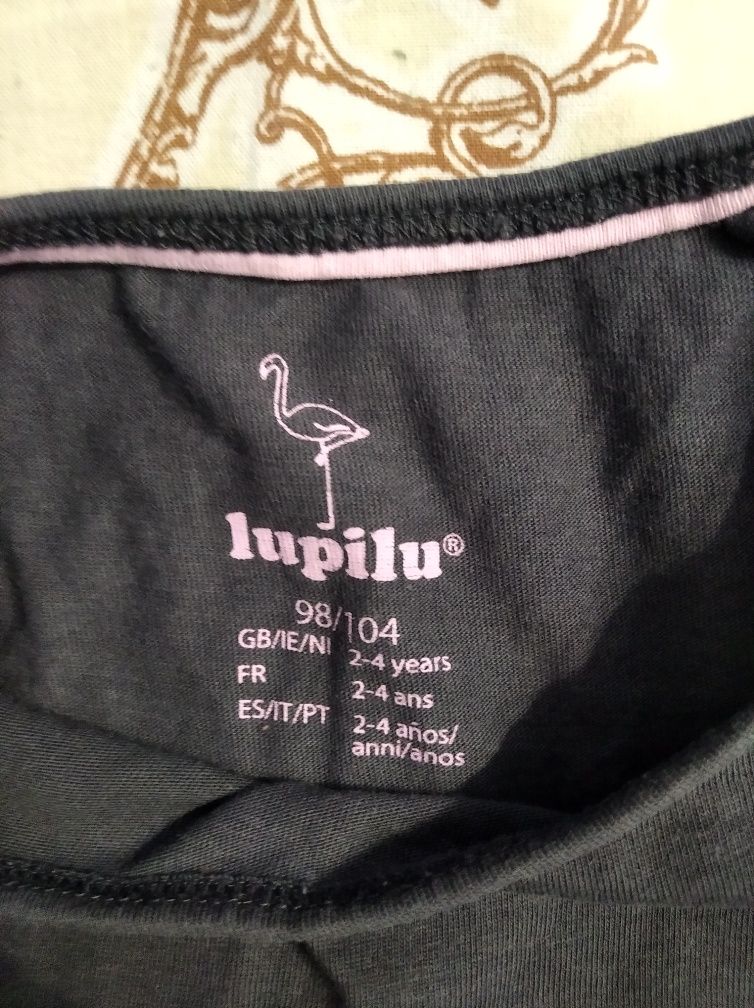 lupilu®
98/104
GB/IE/NI 2-4 years
FR 2-4 ans
ES/IT/PT 2-4 años/
anni/anos